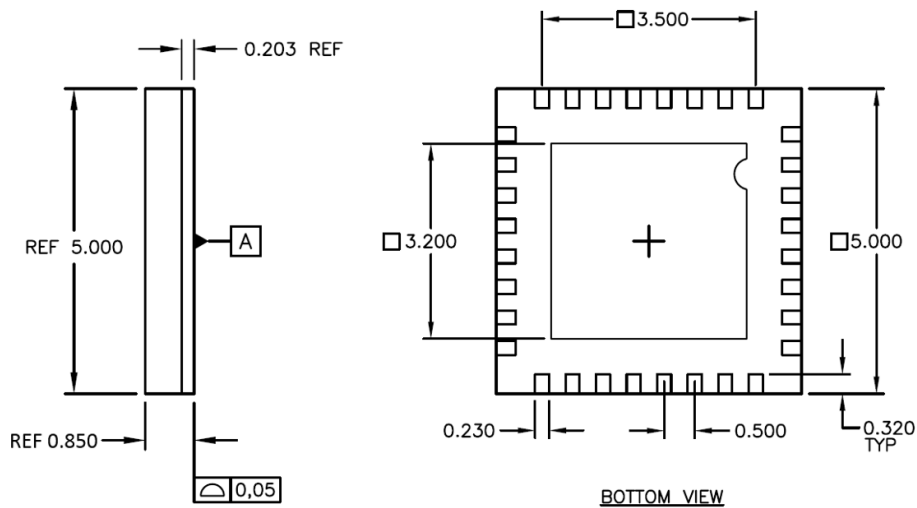 0.203 REF
□3.500
REF 5.000
A
□3.200
□5.000
REF 0.850
0,05
0.230
0.500
0.320
TYP
BOTTOM VIEW